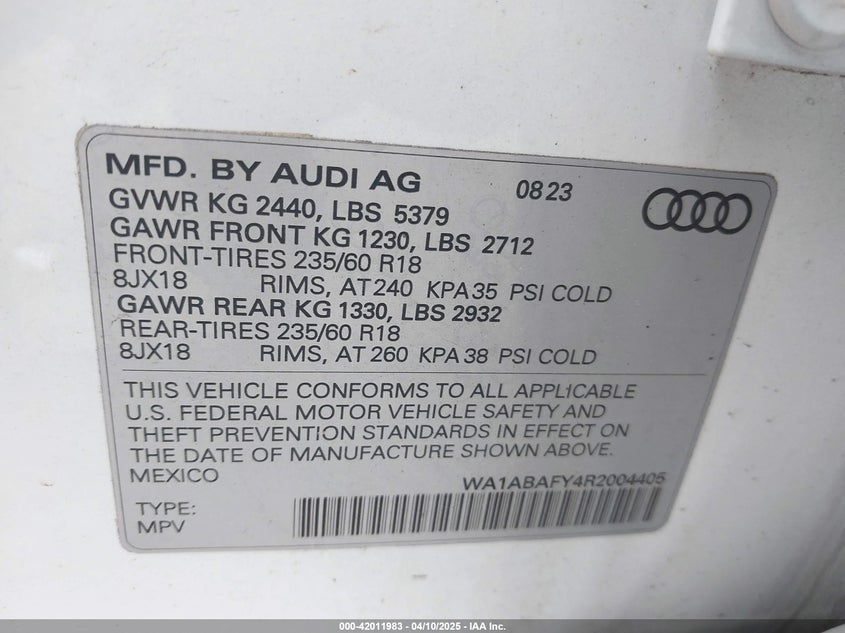 MFD. BY AUDI AG 08 23
GVWR KG 2440, LBS 5379
GAWR FRONT KG 1230, LBS 2712
FRONT-TIRES 235/60 R18
8JX18 RIMS, AT 240 KPA 35 PSI COLD
GAWR REAR KG 1330, LBS 2932
REAR-TIRES 235/60 R18
8JX18 RIMS, AT 260 KPA 38 PSI COLD
THIS VEHICLE CONFORMS TO ALL APPLICABLE
U.S. FEDERAL MOTOR VEHICLE SAFETY AND
THEFT PREVENTION STANDARDS IN EFFECT ON
THE DATE OF MANUFACTURE SHOWN ABOVE.
MEXICO
WA1ABAFY4R2004405
TYPE:
MPV
000-42011983 - 04/10/2025 - IAA Inc.